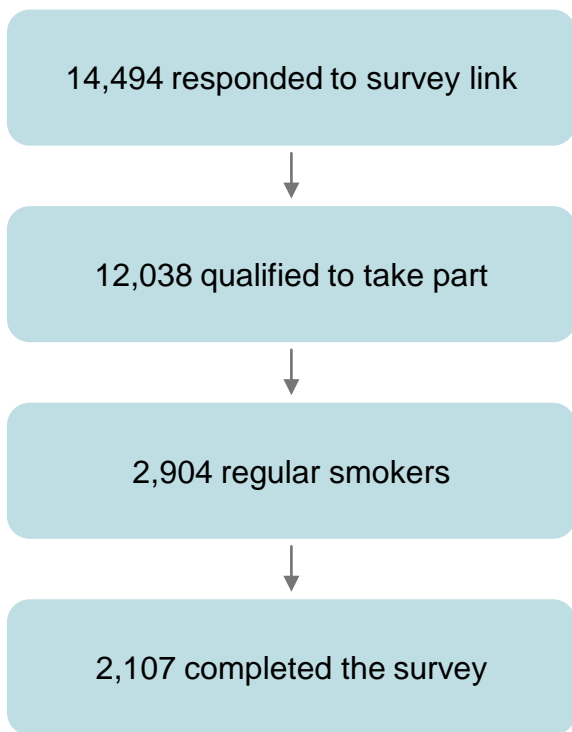 14,494 responded to survey link
12,038 qualified to take part
2,904 regular smokers
2,107 completed the survey